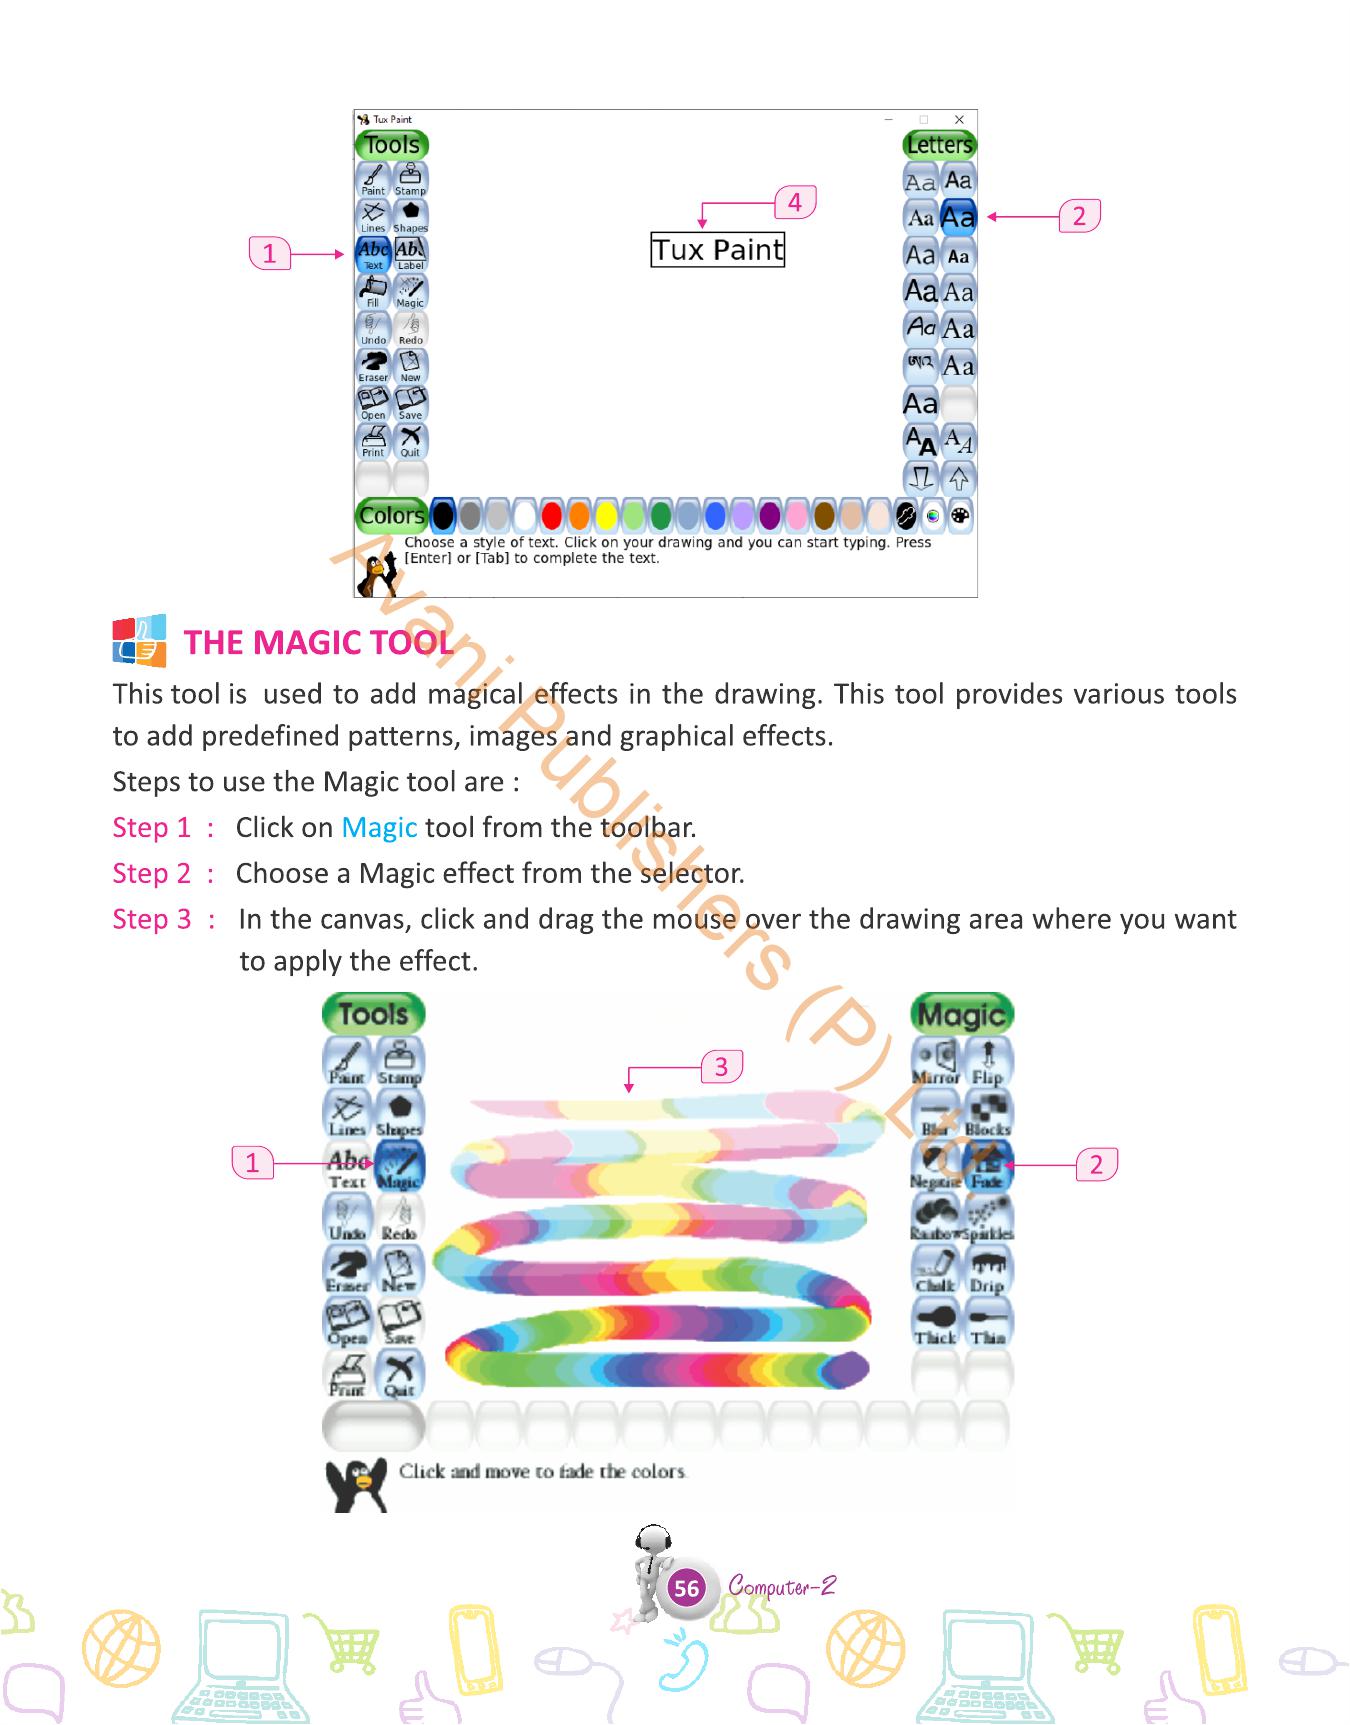 Tux Paint
Tools
Letters
Paint Stamp
Aa Aa
4
Lines Shapes
Aa Aa
2
1
Abc Abc
Text Label
Aa Aa
Tux Paint
Fill Magic
Aa Aa
Undo Redo
Aa Aa
Eraser New
Aa
Open Save
Aa
Print Quit
AA AA
Colors
Choose a style of text. Click on your drawing and you can start typing. Press
[Enter] or [Tab] to complete the text.
THE MAGIC TOOL
This tool is used to add magical effects in the drawing. This tool provides various tools
to add predefined patterns, images and graphical effects.
Steps to use the Magic tool are :
Step 1 : Click on Magic tool from the toolbar.
Step 2 : Choose a Magic effect from the selector.
Step 3 : In the canvas, click and drag the mouse over the drawing area where you want
to apply the effect.
Avani Publishers (P) Ltd.
Tools
Magic
Paint Stamp
Mirror Flip
3
Lines Shapes
Blur Blocks
1
Abc
Text Magic
Negative Fade
2
Undo Redo
Rainbow Sparkles
Eraser New
Chalk Drip
Open Save
Thick Thin
Print Quit
Click and move to fade the colors.
56 Computer-2